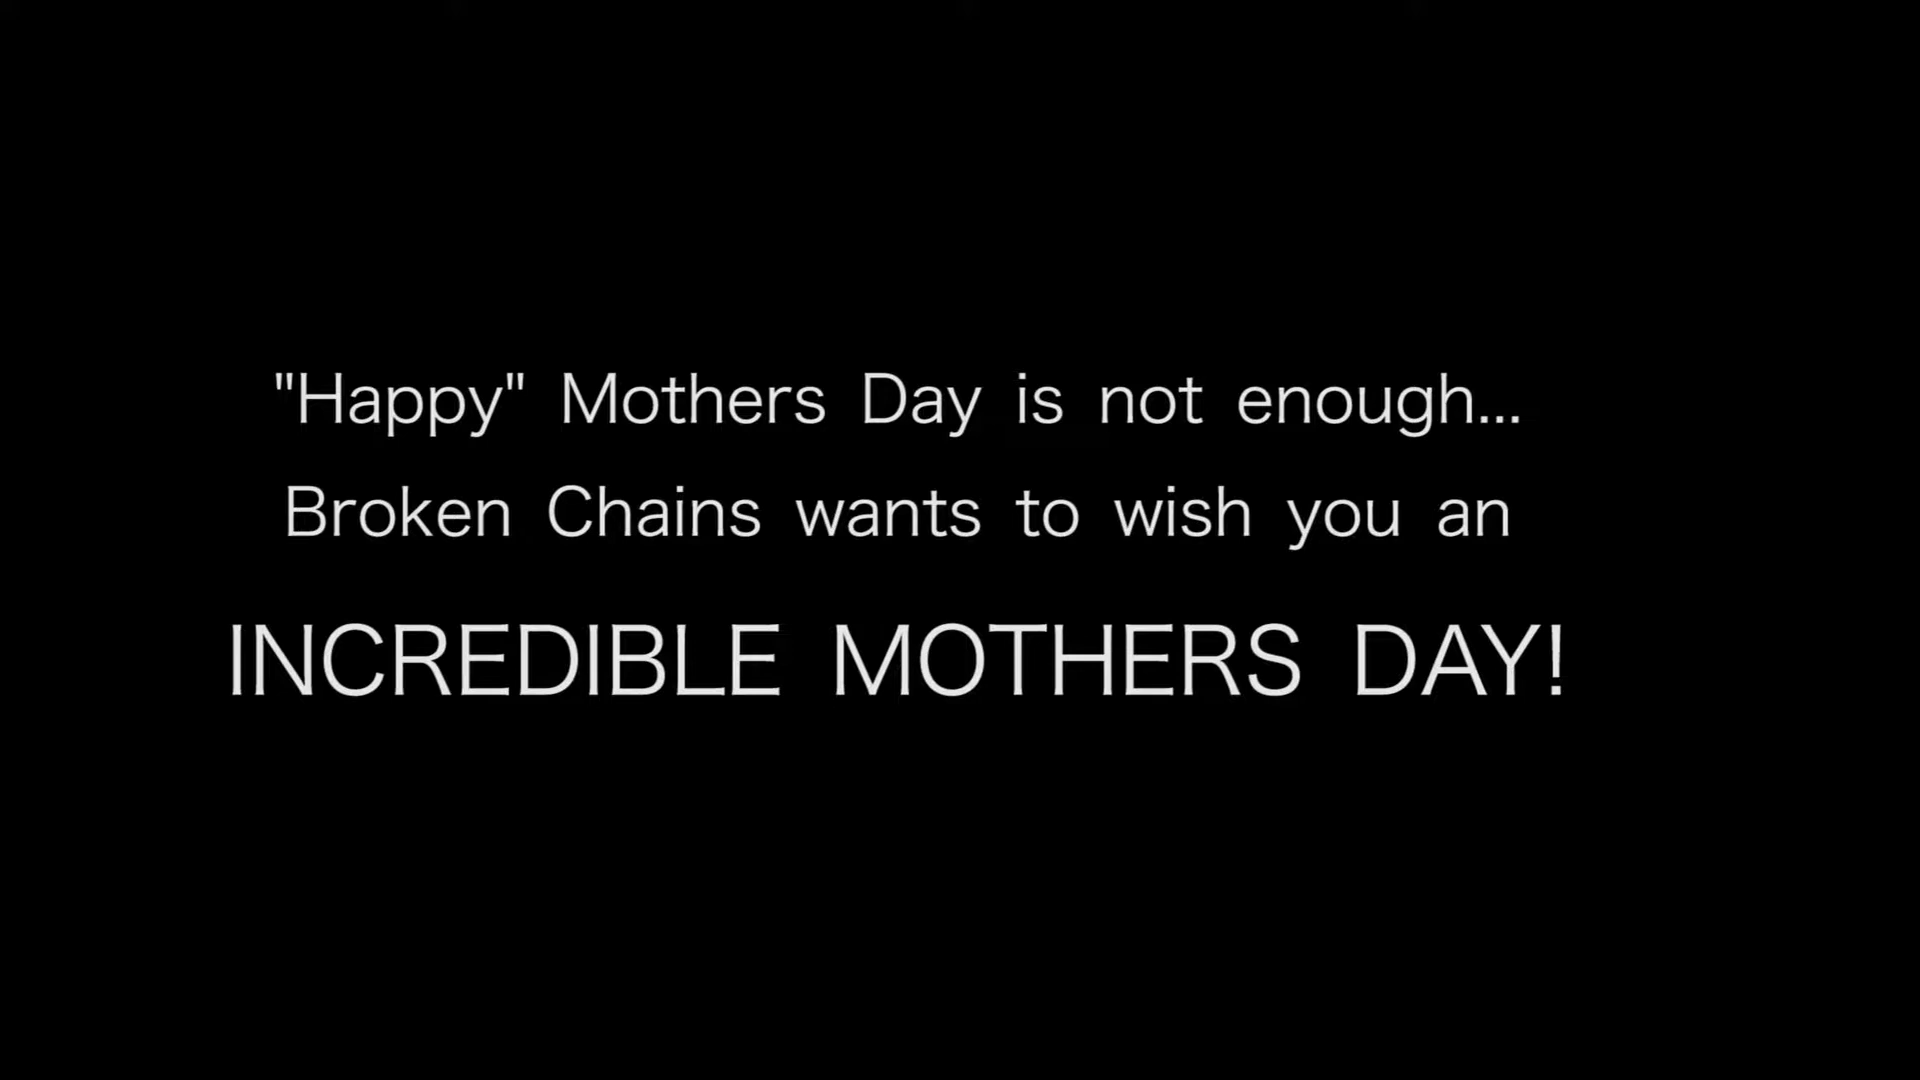 "Happy" Mothers Day is not enough...
Broken Chains wants to wish you an
INCREDIBLE MOTHERS DAY!